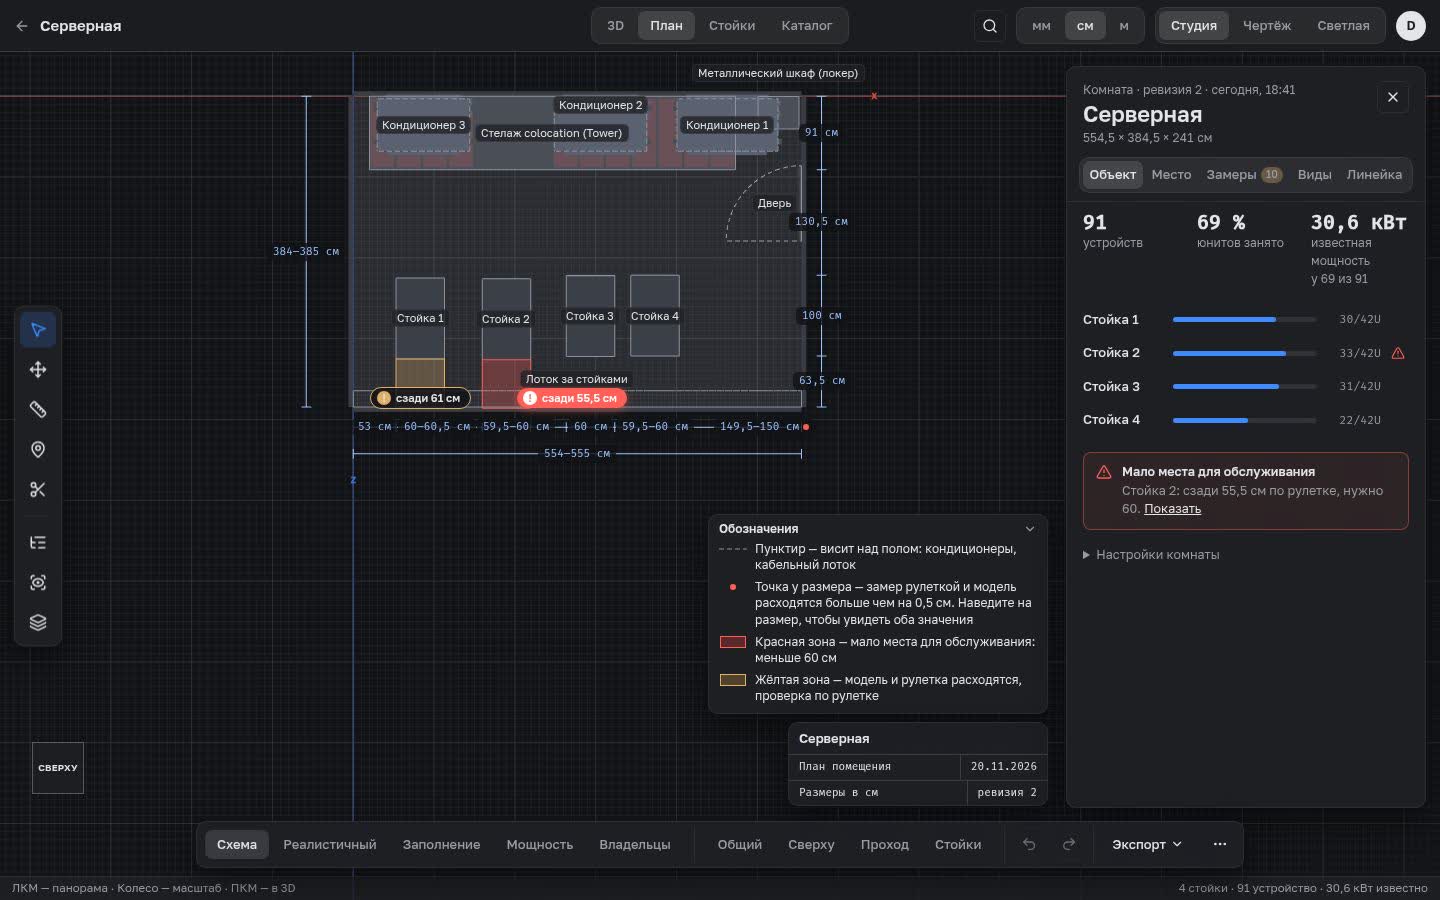 Серверная
3D План Стойки Каталог
мм см м
Студия Чертёж Светлая
D
Металлический шкаф (локер)
x
Кондиционер 2
Кондиционер 3
Стелаж colocation (Tower)
Кондиционер 1
91 см
Дверь
130,5 см
384–385 см
Стойка 1
Стойка 2
Стойка 3
Стойка 4
100 см
Лоток за стойками
63,5 см
сзади 61 см
сзади 55,5 см
53 см · 60–60,5 см · 59,5–60 см
60 см
59,5–60 см
149,5–150 см
554–555 см
z
Обозначения
Пунктир — висит над полом: кондиционеры,
кабельный лоток
Точка у размера — замер рулеткой и модель
расходятся больше чем на 0,5 см. Наведите на
размер, чтобы увидеть оба значения
Красная зона — мало места для обслуживания:
меньше 60 см
Жёлтая зона — модель и рулетка расходятся,
проверка по рулетке
Серверная
План помещения 20.11.2026
Размеры в см ревизия 2
СВЕРХУ
Комната · ревизия 2 · сегодня, 18:41
Серверная
554,5 × 384,5 × 241 см
Объект Место Замеры 10 Виды Линейка
91 69 % 30,6 кВт
устройств юнитов занято известная
мощность
у 69 из 91
Стойка 1 30/42U
Стойка 2 33/42U
Стойка 3 31/42U
Стойка 4 22/42U
Мало места для обслуживания
Стойка 2: сзади 55,5 см по рулетке, нужно
60. Показать
Настройки комнаты
Схема Реалистичный Заполнение Мощность Владельцы Общий Сверху Проход Стойки Экспорт
ЛКМ — панорама · Колесо — масштаб · ПКМ — в 3D
4 стойки · 91 устройство · 30,6 кВт известно